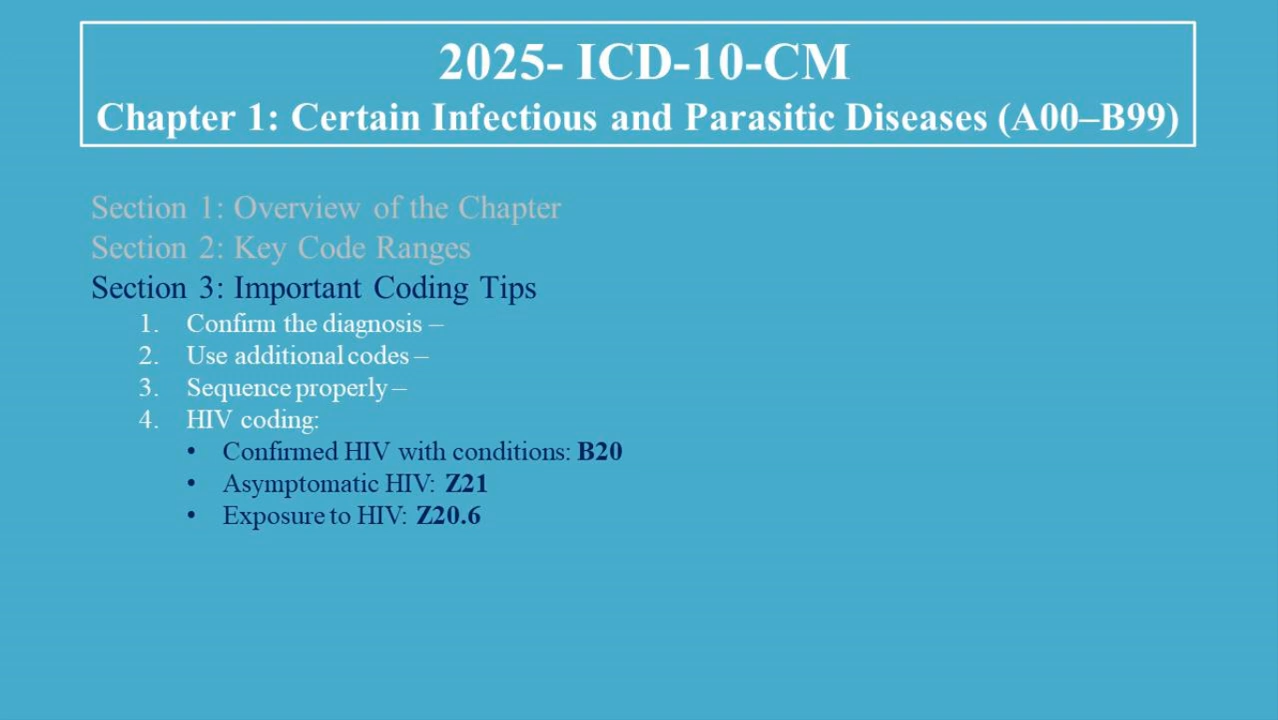 2025- ICD-10-CM
Chapter 1: Certain Infectious and Parasitic Diseases (A00–B99)
Section 1: Overview of the Chapter
Section 2: Key Code Ranges
Section 3: Important Coding Tips
1. Confirm the diagnosis –
2. Use additional codes –
3. Sequence properly –
4. HIV coding:
• Confirmed HIV with conditions: B20
• Asymptomatic HIV: Z21
• Exposure to HIV: Z20.6